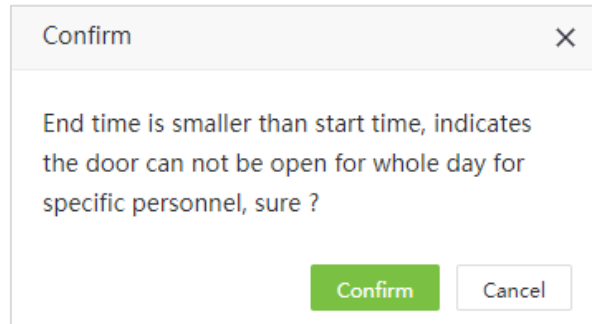 Confirm
End time is smaller than start time, indicates
the door can not be open for whole day for
specific personnel, sure ?
Confirm Cancel